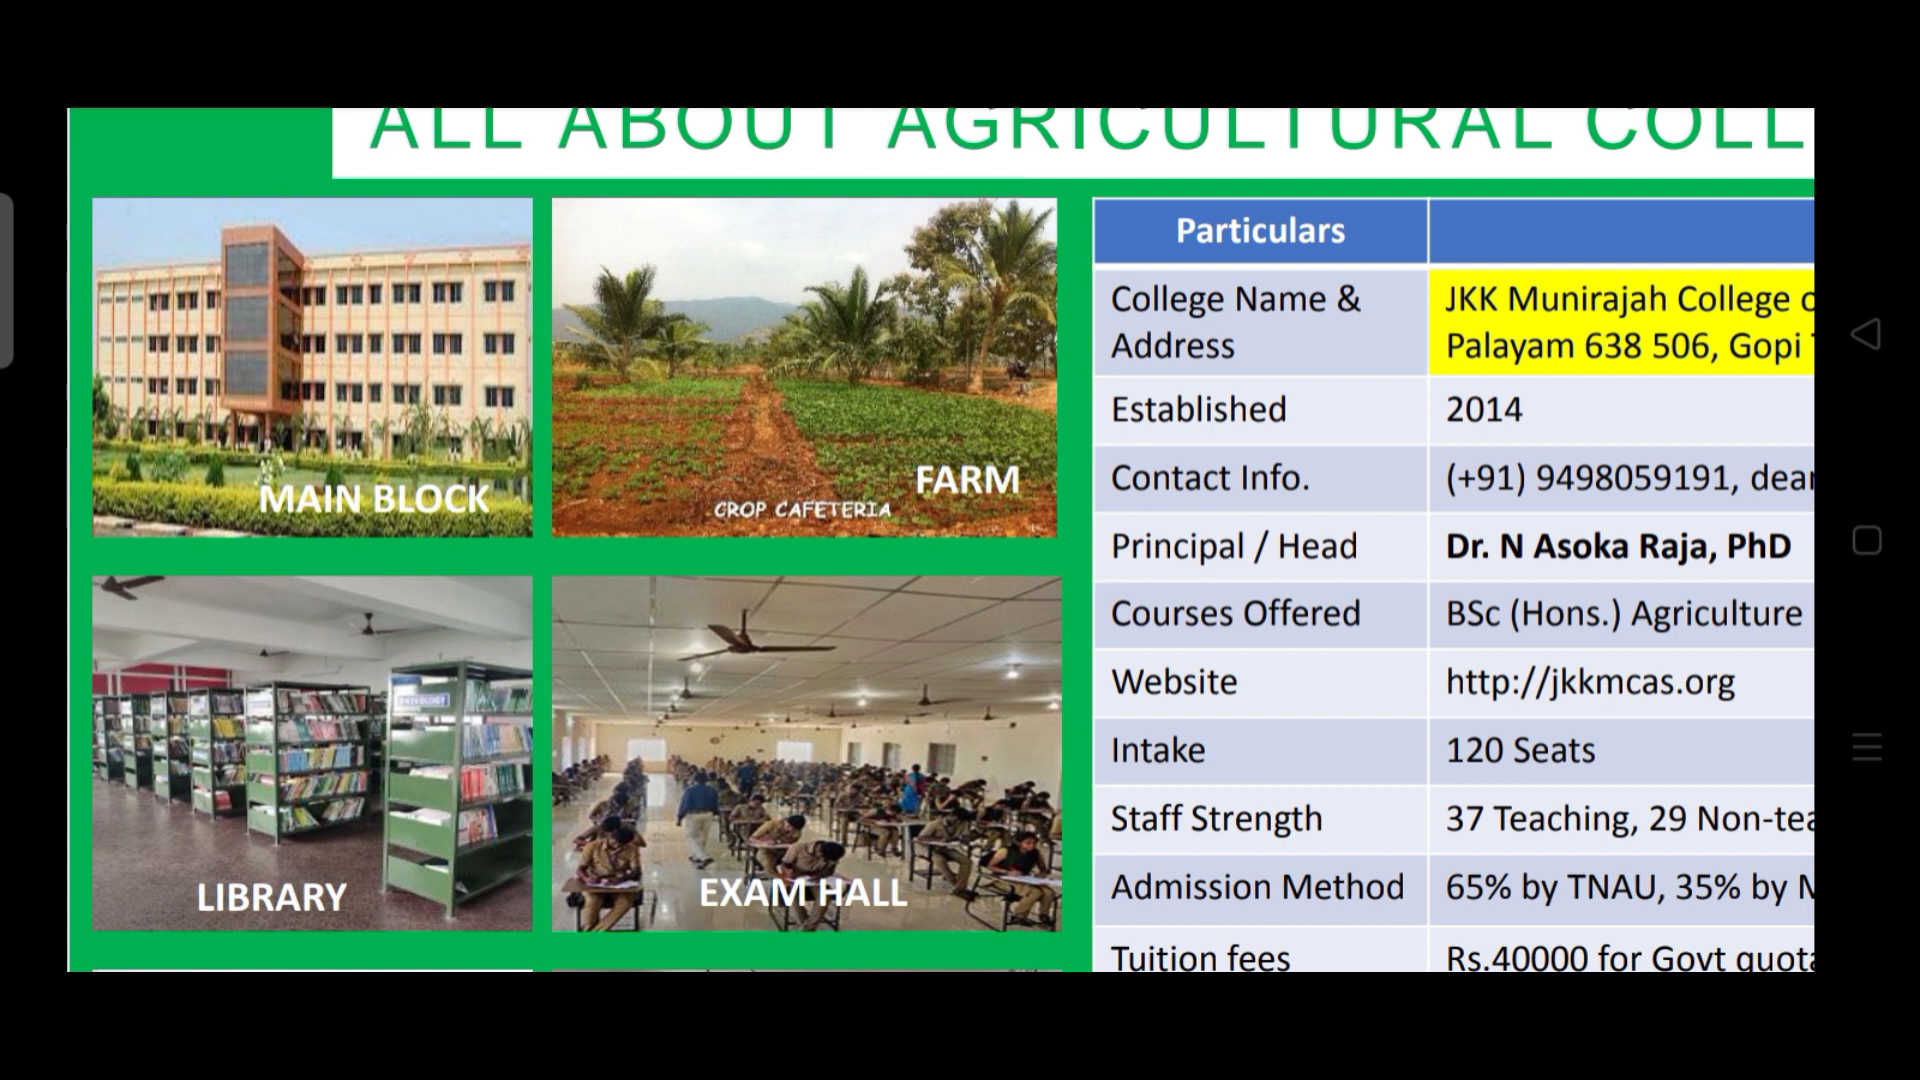 ALL ABOUT AGRICULTURAL COLL
MAIN BLOCK
FARM
CROP CAFETERIA
LIBRARY
EXAM HALL
Particulars
College Name &
Address
JKK Munirajah College
Palayam 638 506, Gopi
Established
2014
Contact Info.
(+91) 9498059191,
Principal / Head
Dr. N Asoka Raja, PhD
Courses Offered
BSc (Hons.) Agriculture
Website
http://jkkmcas.org
Intake
120 Seats
Staff Strength
37 Teaching, 29
Admission Method
65% by TNAU, 35% by
Tuition fees
Rs.40000 for Govt